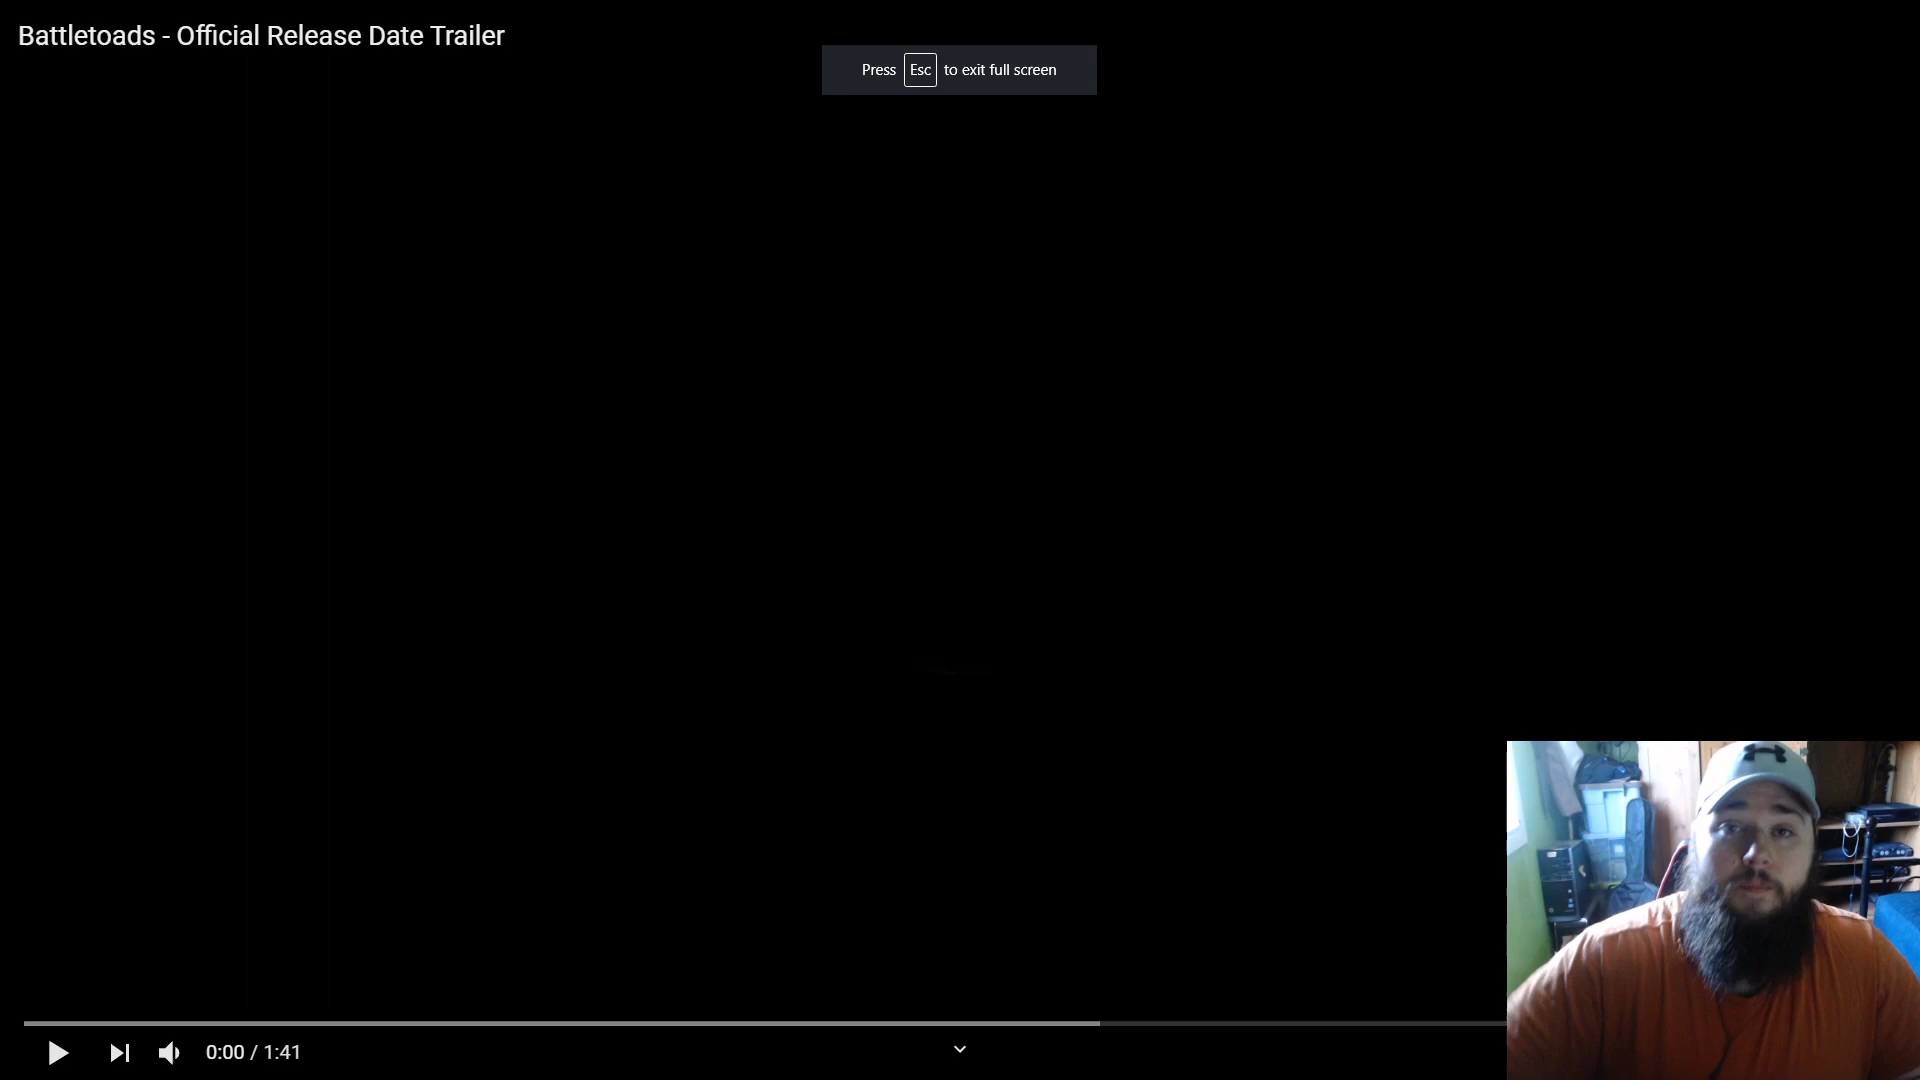 Battletoads - Official Release Date Trailer
Press Esc to exit full screen
0:00 / 1:41